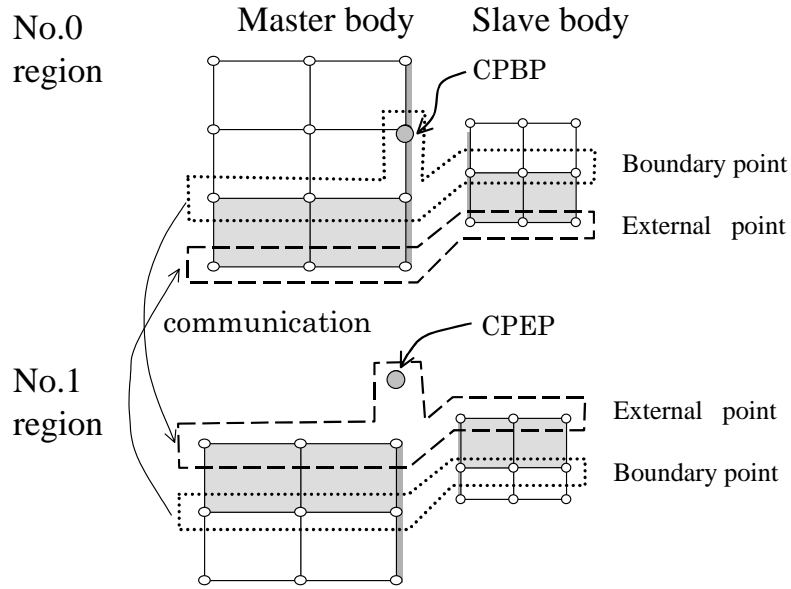 No.0
region
Master body
Slave body
CPBP
Boundary point
External point
communication
CPEP
No.1
region
External point
Boundary point